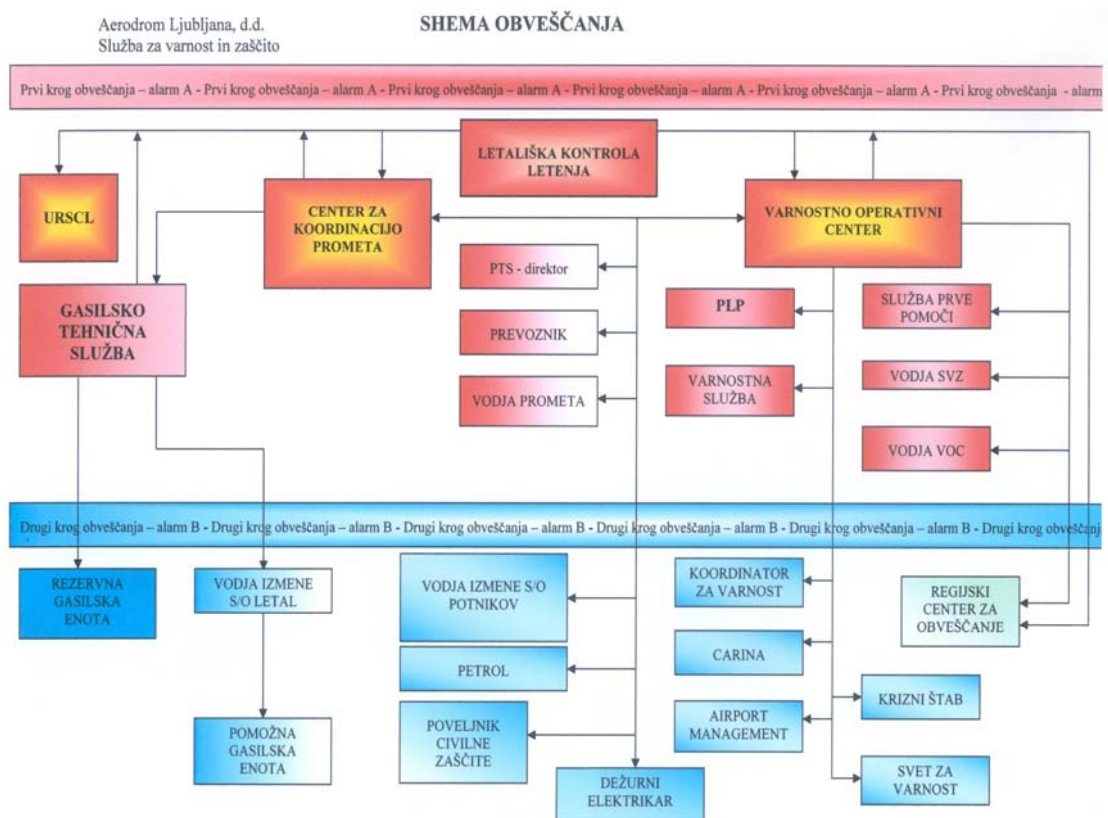 Aerodrom Ljubljana, d.d.
Služba za varnost in zaščito
SHEMA OBVEŠČANJA
Prvi krog obveščanja – alarm A - Prvi krog obveščanja – alarm A - Prvi krog obveščanja – alarm A - Prvi krog obveščanja – alarm A - Prvi krog obveščanja – alarm A - Prvi krog obveščanja - alarm
LETALIŠKA KONTROLA
LETENJA
URSCL
CENTER ZA
KOORDINACIJO
PROMETA
VARNOSTNO OPERATIVNI
CENTER
GASILSKO
TEHNIČNA
SLUŽBA
PTS - direktor
PREVOZNIK
VODJA PROMETA
PLP
VARNOSTNA
SLUŽBA
SLUŽBA PRVE
POMOČI
VODJA SVZ
VODJA VOC
Drugi krog obveščanja – alarm B - Drugi krog obveščanja – alarm B - Drugi krog obveščanja – alarm B - Drugi krog obveščanja – alarm B - Drugi krog obveščanja – alarm B - Drugi krog obveščanj
REZERVNA
GASILSKA
ENOTA
VODJA IZMENE
S/O LETAL
VODJA IZMENE S/O
POTNIKOV
KOORDINATOR
ZA VARNOST
REGIJSKI
CENTER ZA
OBVEŠČANJE
PETROL
CARINA
POMOŽNA
GASILSKA
ENOTA
POVELJNIK
CIVILNE
ZAŠČITE
AIRPORT
MANAGEMENT
KRIZNI ŠTAB
DEŽURNI
ELEKTRIKAR
SVET ZA
VARNOST